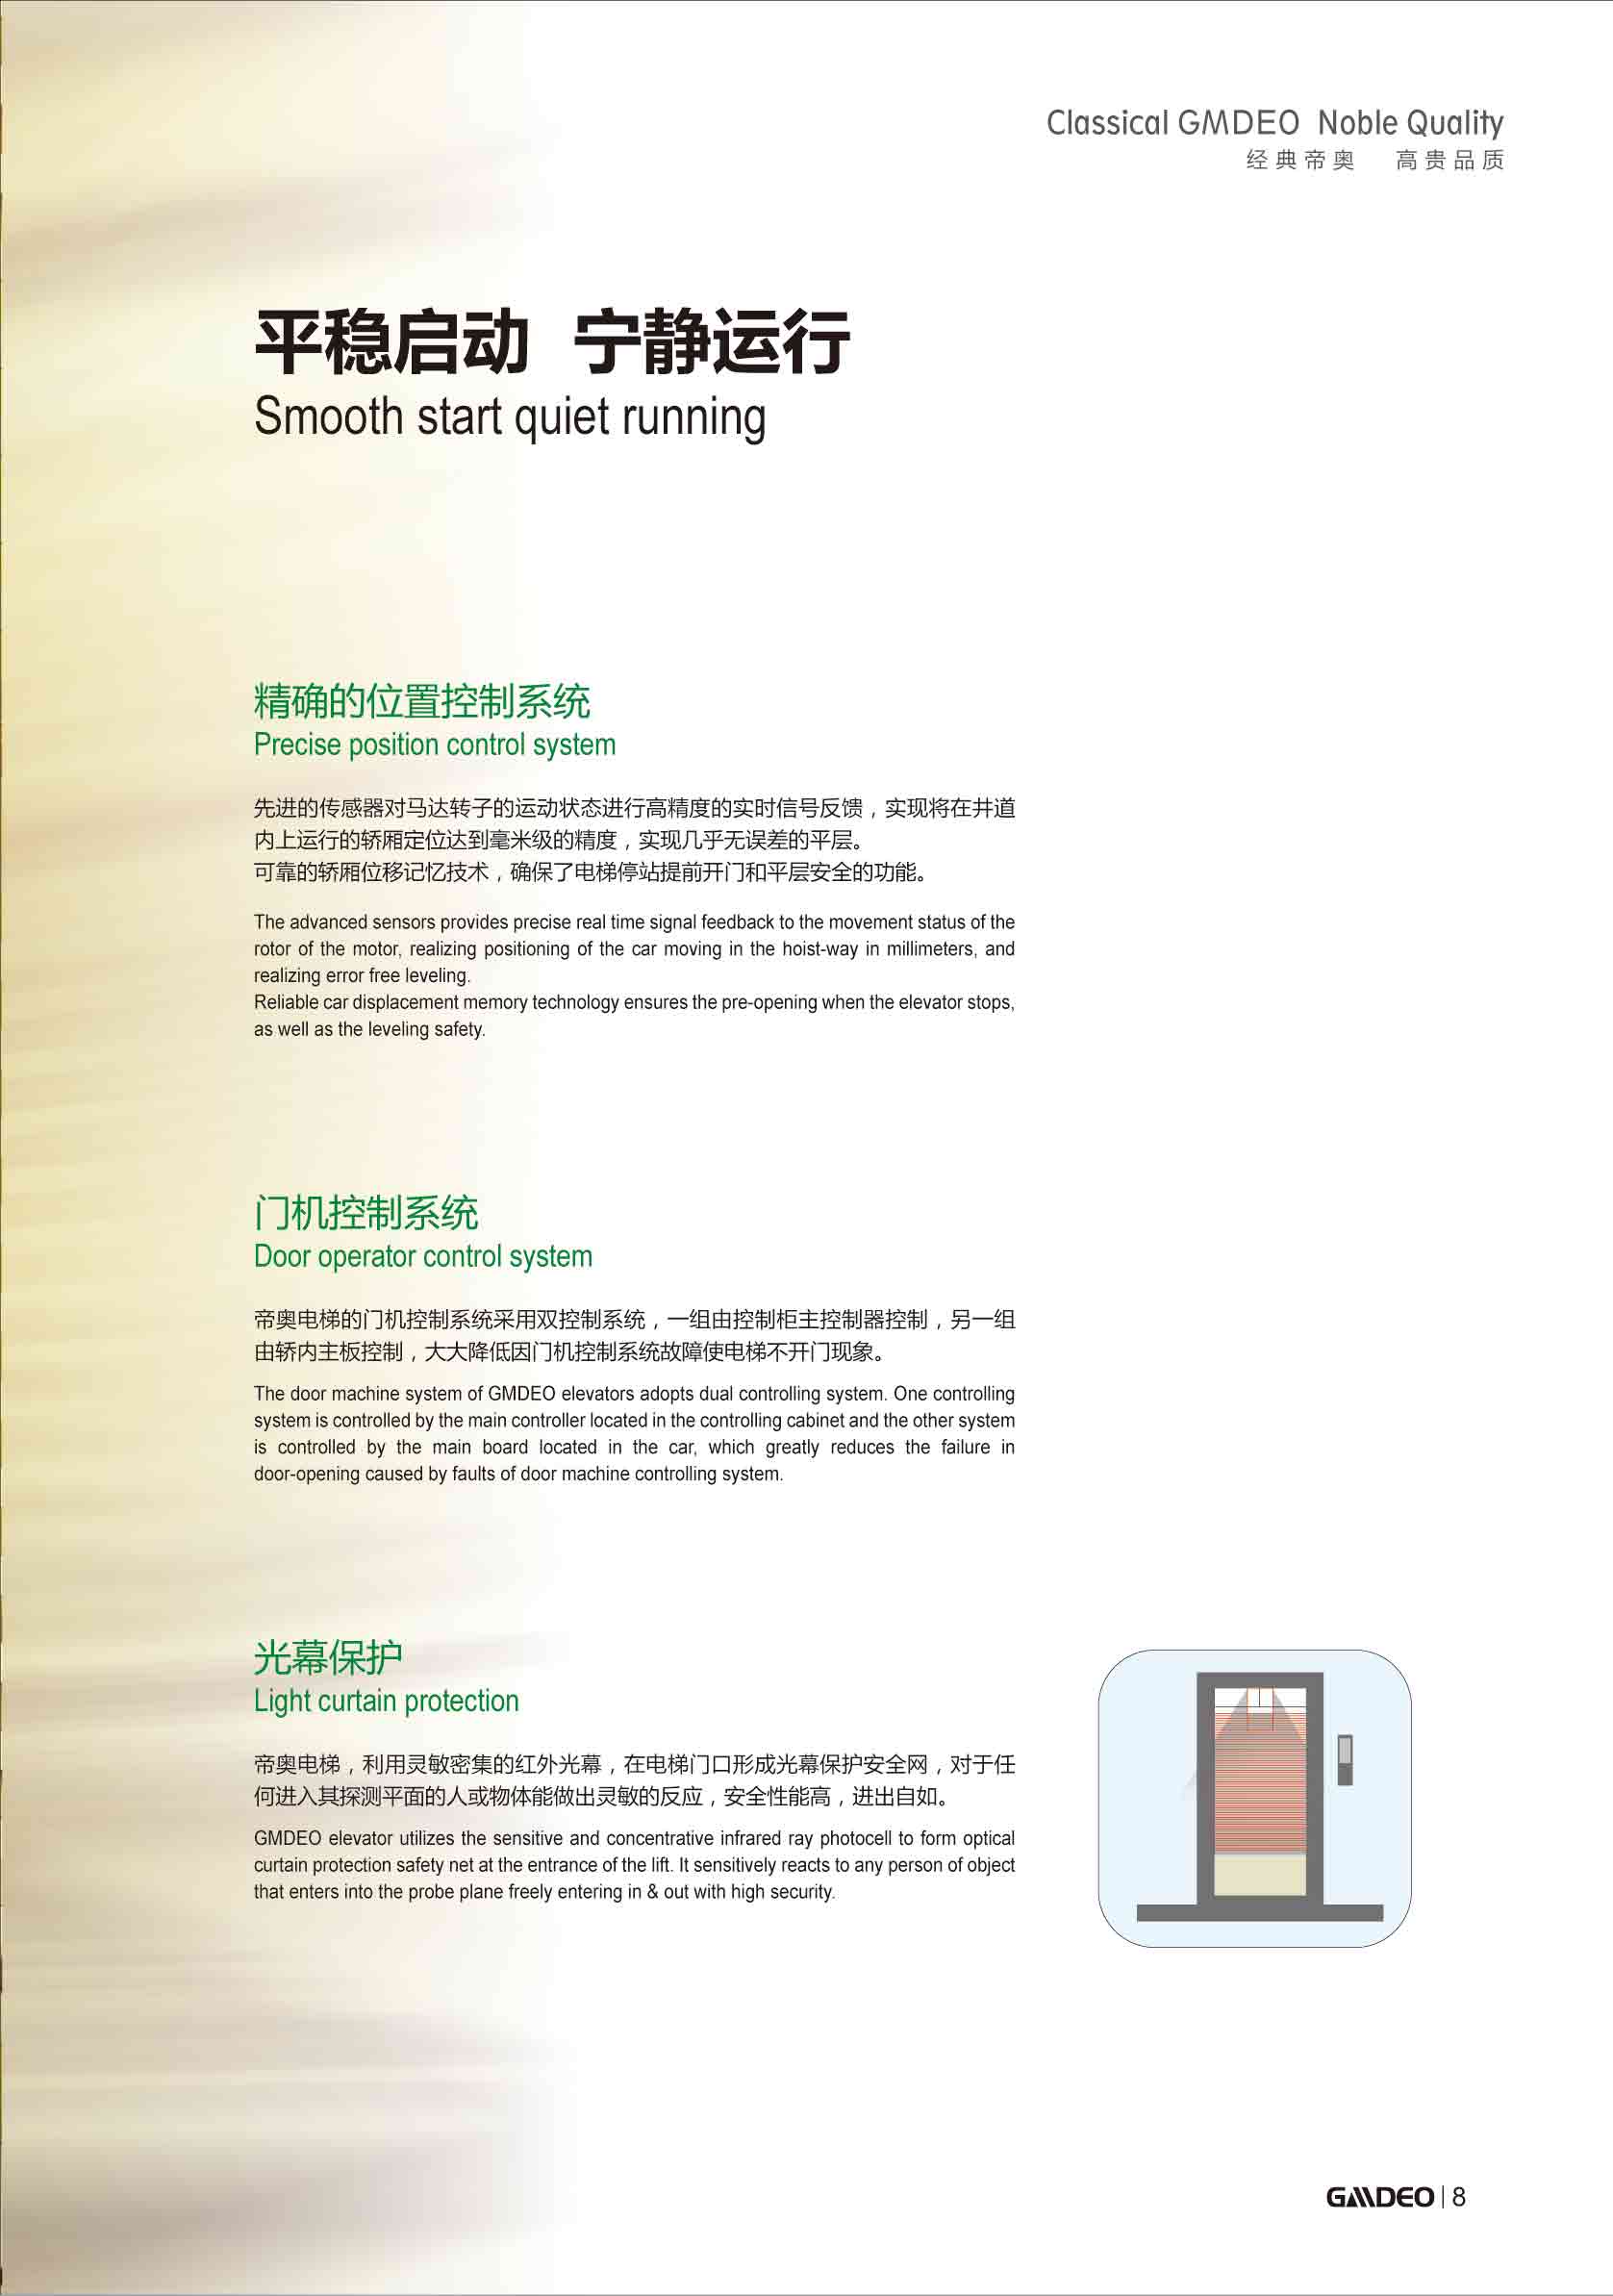 Classical GMDEO Noble Quality
经典帝奥 高贵品质
平稳启动 宁静运行
Smooth start quiet running
精确的位置控制系统
Precise position control system
先进的传感器对马达转子的运动状态进行高精度的实时信号反馈，实现将在井道
内上运行的轿厢定位达到毫米级的精度，实现几乎无误差的平层。
可靠的轿厢位移记忆技术，确保了电梯停站提前开门和平层安全的功能。
The advanced sensors provides precise real time signal feedback to the movement status of the
rotor of the motor, realizing positioning of the car moving in the hoist-way in millimeters, and
realizing error free leveling.
Reliable car displacement memory technology ensures the pre-opening when the elevator stops,
as well as the leveling safety.
门机控制系统
Door operator control system
帝奥电梯的门机控制系统采用双控制系统，一组由控制柜主控制器控制，另一组
由轿内主板控制，大大降低因门机控制系统故障使电梯不开门现象。
The door machine system of GMDEO elevators adopts dual controlling system. One controlling
system is controlled by the main controller located in the controlling cabinet and the other system
is controlled by the main board located in the car, which greatly reduces the failure in
door-opening caused by faults of door machine controlling system.
光幕保护
Light curtain protection
帝奥电梯，利用灵敏密集的红外光幕，在电梯门口形成光幕保护安全网，对于任
何进入其探测平面的人或物体能做出灵敏的反应，安全性能高，进出自如。
GMDEO elevator utilizes the sensitive and concentrative infrared ray photocell to form optical
curtain protection safety net at the entrance of the lift. It sensitively reacts to any person of object
that enters into the probe plane freely entering in & out with high security.
GMDEO | 8